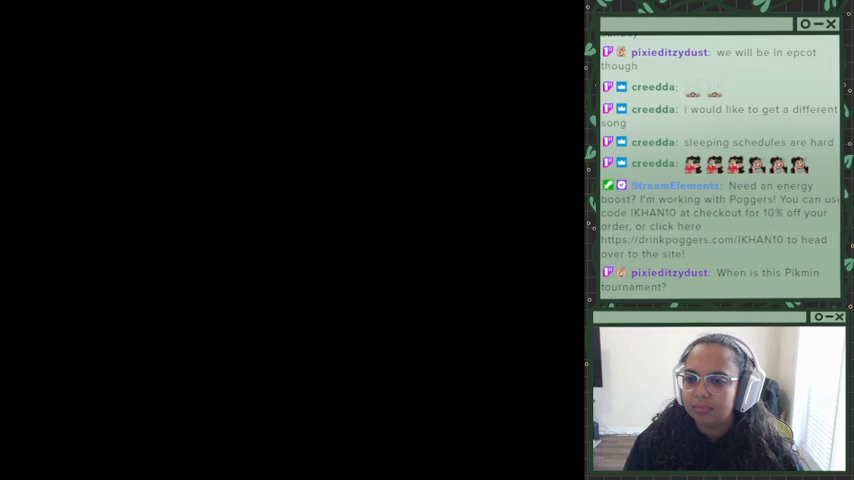 pixieditzydust: we will be in epcot
though
creedda:
creedda: i would like to get a different
song
creedda: sleeping schedules are hard
creedda:
StreamElements: Need an energy
boost? I'm working with Poggers! You can use
code IKHAN10 at checkout for 10% off your
order, or click here
https://drinkpoggers.com/IKHAN10 to head
over to the site!
pixieditzydust: When is this Pikmin
tournament?